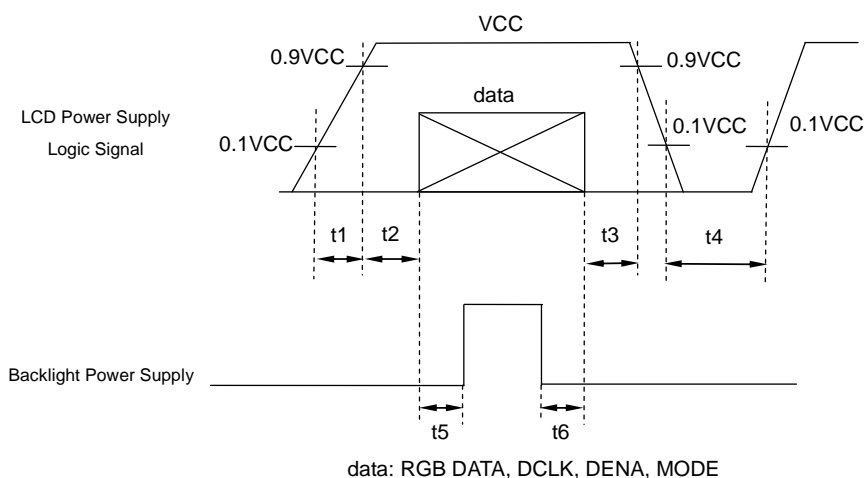 VCC
0.9VCC
0.9VCC
data
LCD Power Supply
Logic Signal
0.1VCC
0.1VCC
0.1VCC
t1
t2
t3
t4
Backlight Power Supply
t5
t6
data: RGB DATA, DCLK, DENA, MODE